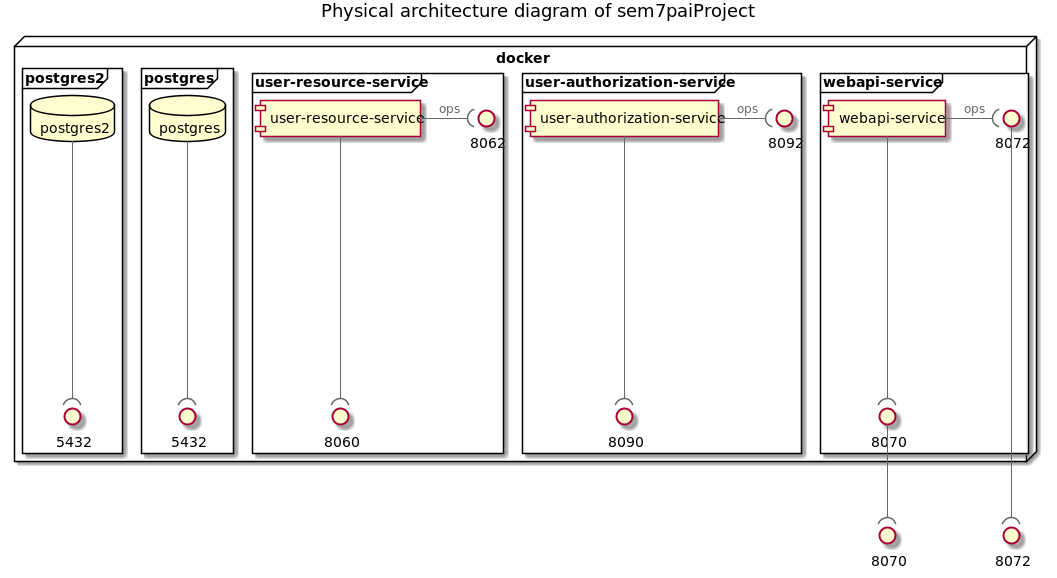 Physical architecture diagram of sem7paiProject
docker
postgres2
postgres
user-resource-service
user-authorization-service
webapi-service
postgres2
postgres
user-resource-service
ops
user-authorization-service
ops
webapi-service
ops
8062
8092
8072
5432
5432
8060
8090
8070
8070
8072